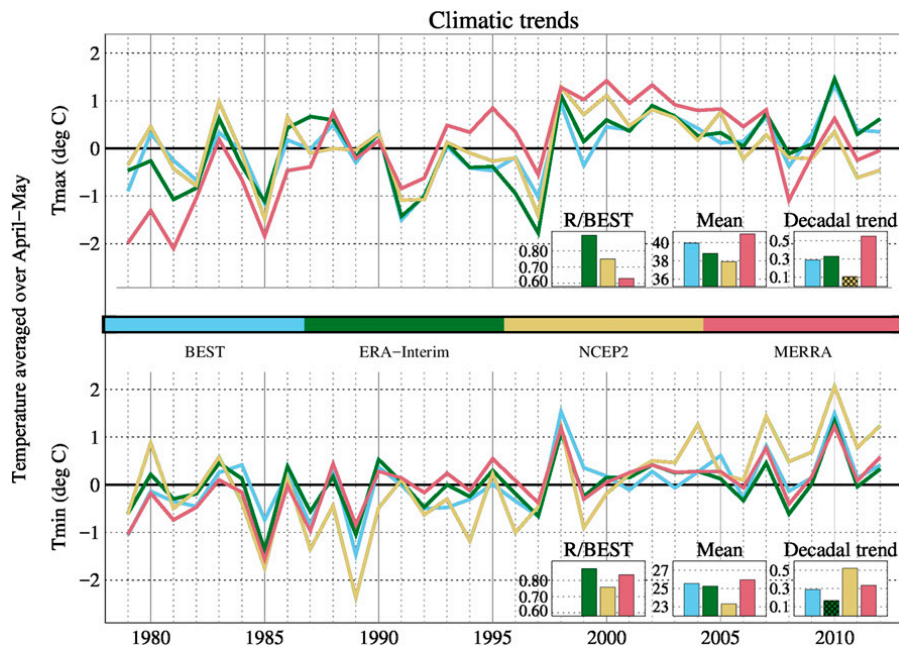 Climatic trends
Temperature averaged over April−May
Tmax (deg C)
2
1
0
−1
−2
R/BEST
0.80
0.70
0.60
Mean
40
38
36
Decadal trend
0.5
0.3
0.1
BEST
ERA−Interim
NCEP2
MERRA
Tmin (deg C)
2
1
0
−1
−2
R/BEST
0.80
0.70
0.60
Mean
27
25
23
Decadal trend
0.5
0.3
0.1
1980 1985 1990 1995 2000 2005 2010